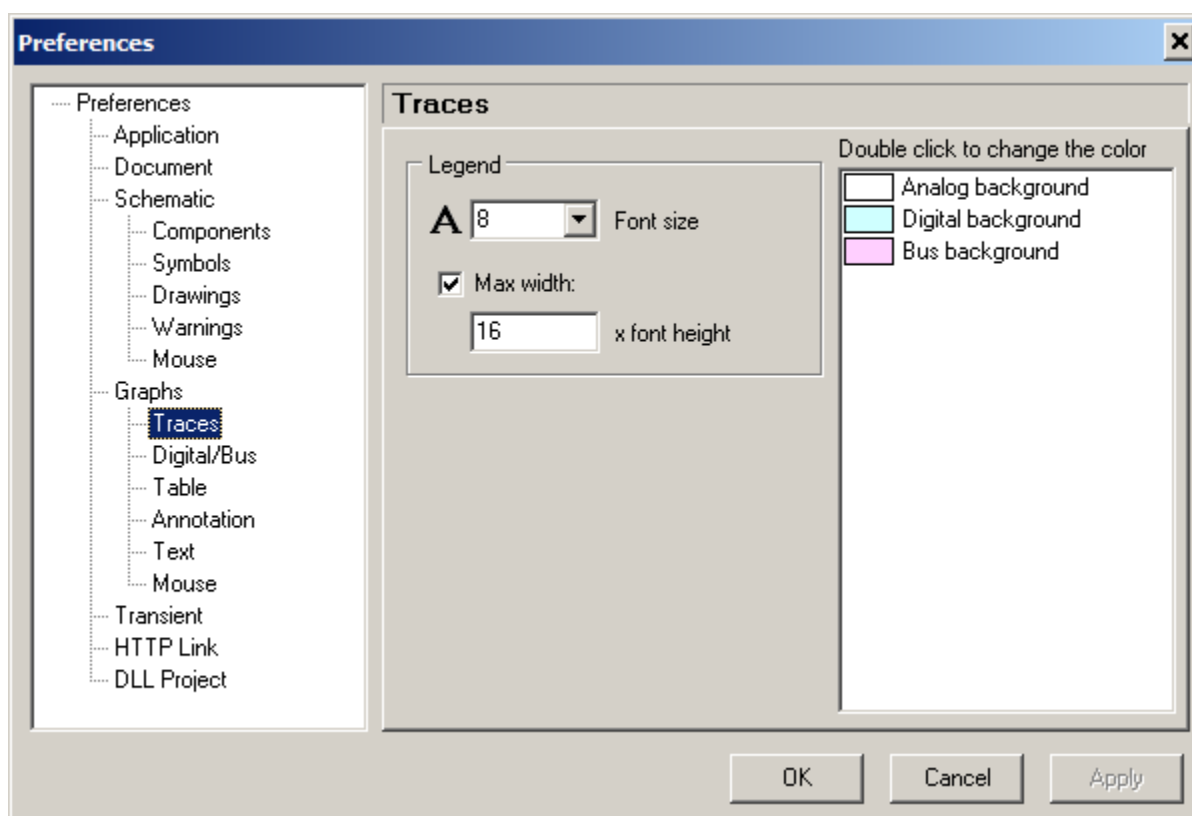 Preferences
Preferences
Application
Document
Schematic
Components
Symbols
Drawings
Warnings
Mouse
Graphs
Traces
Digital/Bus
Table
Annotation
Text
Mouse
Transient
HTTP Link
DLL Project
Traces
Legend
A 8 Font size
Max width:
16 x font height
Double click to change the color
Analog background
Digital background
Bus background
OK Cancel Apply